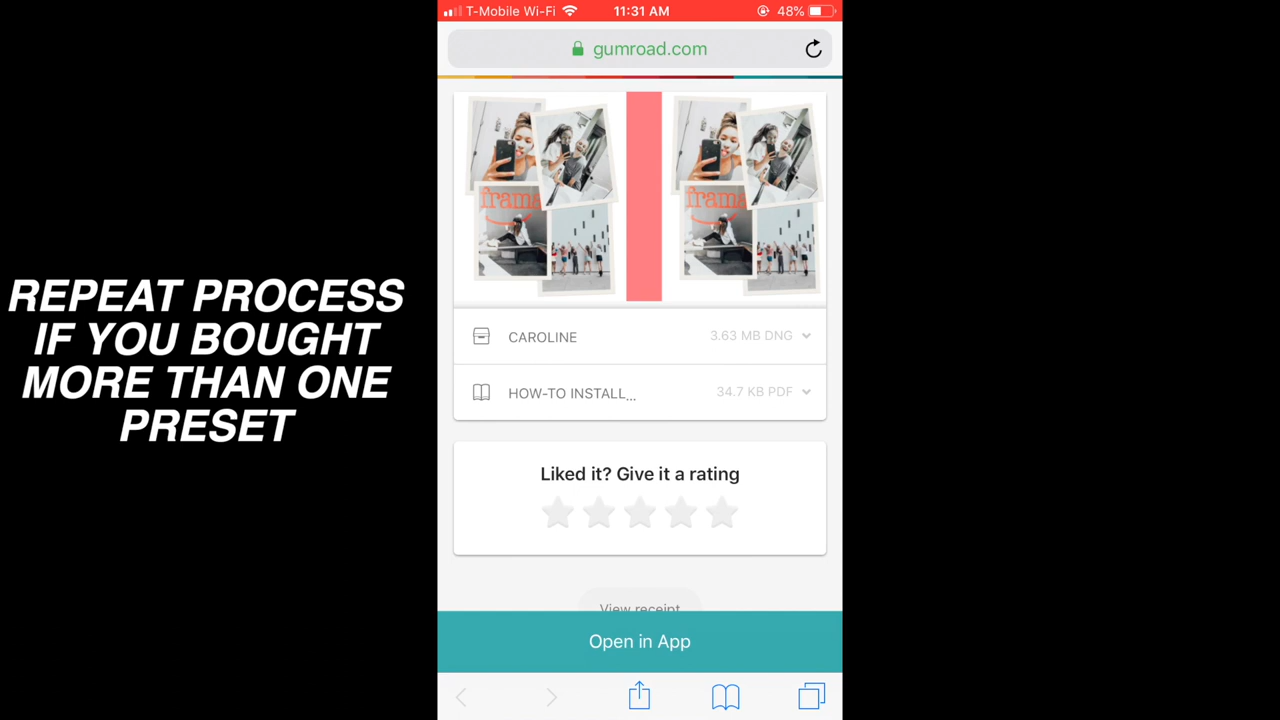 REPEAT PROCESS
IF YOU BOUGHT
MORE THAN ONE
PRESET
T-Mobile Wi-Fi 11:31 AM 48%
gumroad.com
frama
frama
CAROLINE 3.63 MB DNG
HOW-TO INSTALL... 34.7 KB PDF
Liked it? Give it a rating
View receipt
Open in App